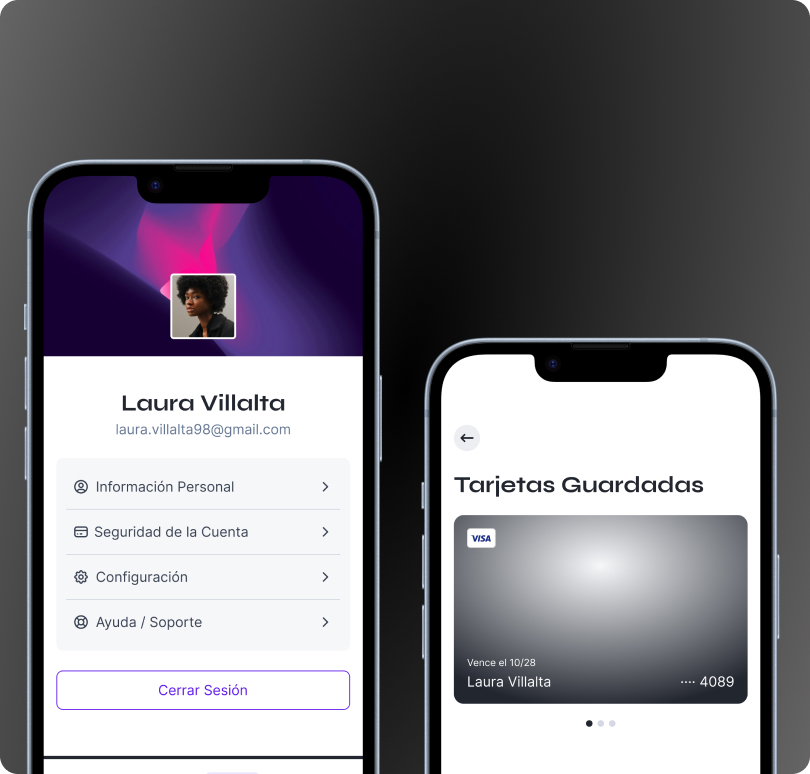 Laura Villalta
laura.villalta98@gmail.com
Información Personal
Seguridad de la Cuenta
Configuración
Ayuda / Soporte
Cerrar Sesión
Tarjetas Guardadas
VISA
Vence el 10/28
Laura Villalta
···· 4089